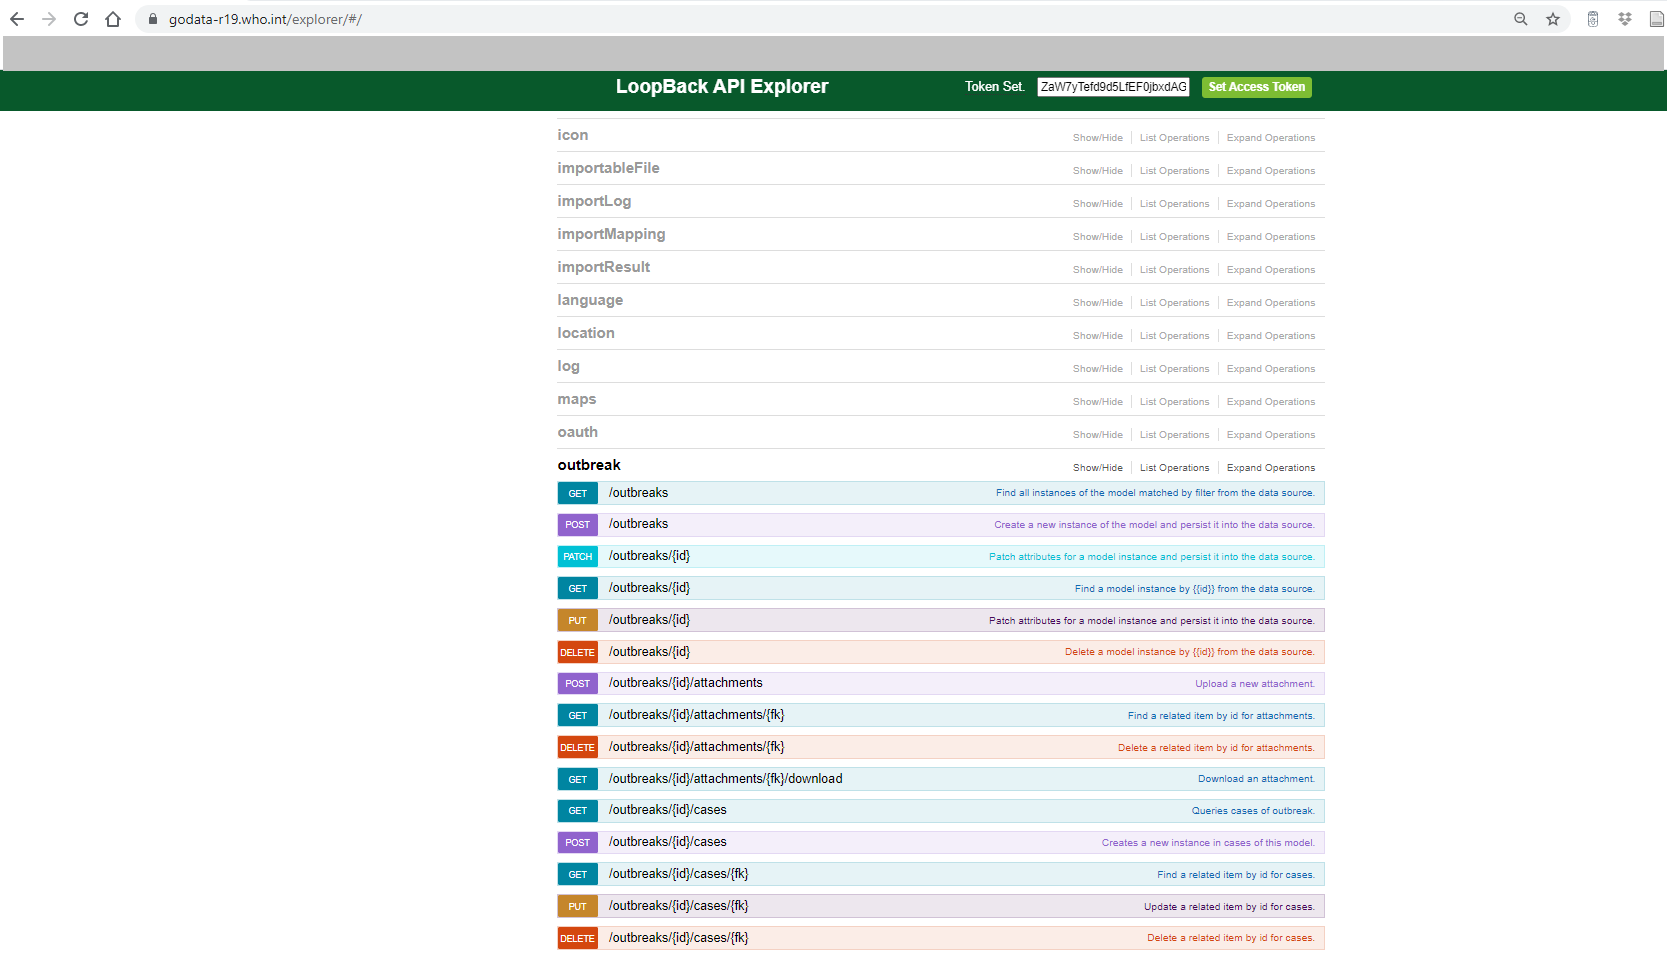 godata-r19.who.int/explorer/#/
LoopBack API Explorer Token Set. ZaW7yTefd9d5LfEF0jbxdAG Set Access Token
icon Show/Hide List Operations Expand Operations
importableFile Show/Hide List Operations Expand Operations
importLog Show/Hide List Operations Expand Operations
importMapping Show/Hide List Operations Expand Operations
importResult Show/Hide List Operations Expand Operations
language Show/Hide List Operations Expand Operations
location Show/Hide List Operations Expand Operations
log Show/Hide List Operations Expand Operations
maps Show/Hide List Operations Expand Operations
oauth Show/Hide List Operations Expand Operations
outbreak Show/Hide List Operations Expand Operations
GET /outbreaks Find all instances of the model matched by filter from the data source.
POST /outbreaks Create a new instance of the model and persist it into the data source.
PATCH /outbreaks/{id} Patch attributes for a model instance and persist it into the data source.
GET /outbreaks/{id} Find a model instance by {{id}} from the data source.
PUT /outbreaks/{id} Patch attributes for a model instance and persist it into the data source.
DELETE /outbreaks/{id} Delete a model instance by {{id}} from the data source.
POST /outbreaks/{id}/attachments Upload a new attachment.
GET /outbreaks/{id}/attachments/{fk} Find a related item by id for attachments.
DELETE /outbreaks/{id}/attachments/{fk} Delete a related item by id for attachments.
GET /outbreaks/{id}/attachments/{fk}/download Download an attachment.
GET /outbreaks/{id}/cases Queries cases of outbreak.
POST /outbreaks/{id}/cases Creates a new instance in cases of this model.
GET /outbreaks/{id}/cases/{fk} Find a related item by id for cases.
PUT /outbreaks/{id}/cases/{fk} Update a related item by id for cases.
DELETE /outbreaks/{id}/cases/{fk} Delete a related item by id for cases.